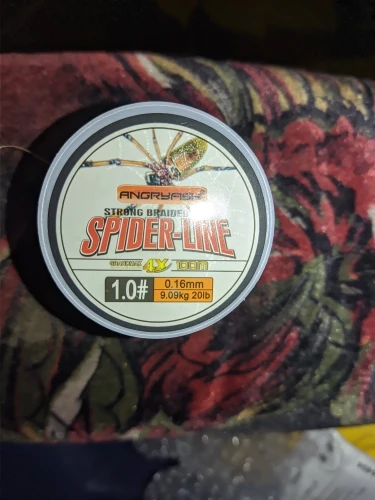 ANGRYFISH
STRONG BRAIDED
SPIDER-LINE
4X 100M
1.0#
0.16mm
9.09kg 20lb